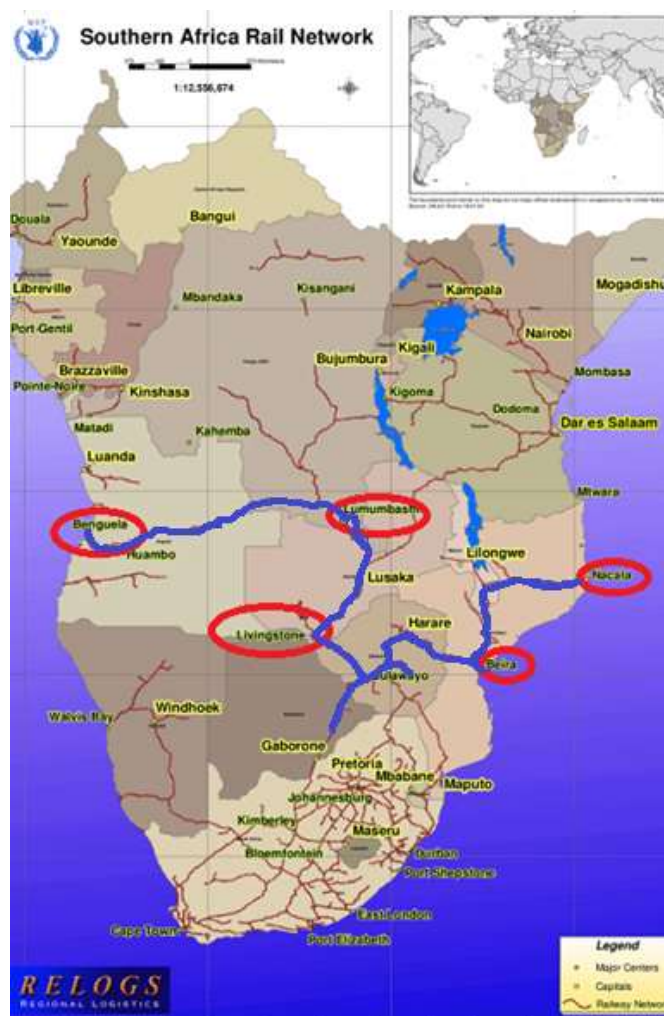 WFP
Southern Africa Rail Network
1:12,556,674
Bangui
Douala
Yaounde
Libreville
Mbandaka
Kisangani
Kampala
Mogadishu
Port-Gentil
Nairobi
Bujumbura
Kigali
Brazzaville
Pointe-Noire
Kinshasa
Kigoma
Mombasa
Dodoma
Matadi
Kahemba
Dar es Salaam
Luanda
Mtwara
Benguela
Lumumbashi
Huambo
Lilongwe
Nacala
Lusaka
Livingstone
Harare
Beira
Bulawayo
Windhoek
Walvis Bay
Gaborone
Pretoria
Mbabane
Maputo
Johannesburg
Kimberley
Maseru
Bloemfontein
Durban
Port Shepstone
East London
Cape Town
Port Elizabeth
Legend
Major Centers
Capitals
Railway Network
RELOGS
REGIONAL LOGISTICS